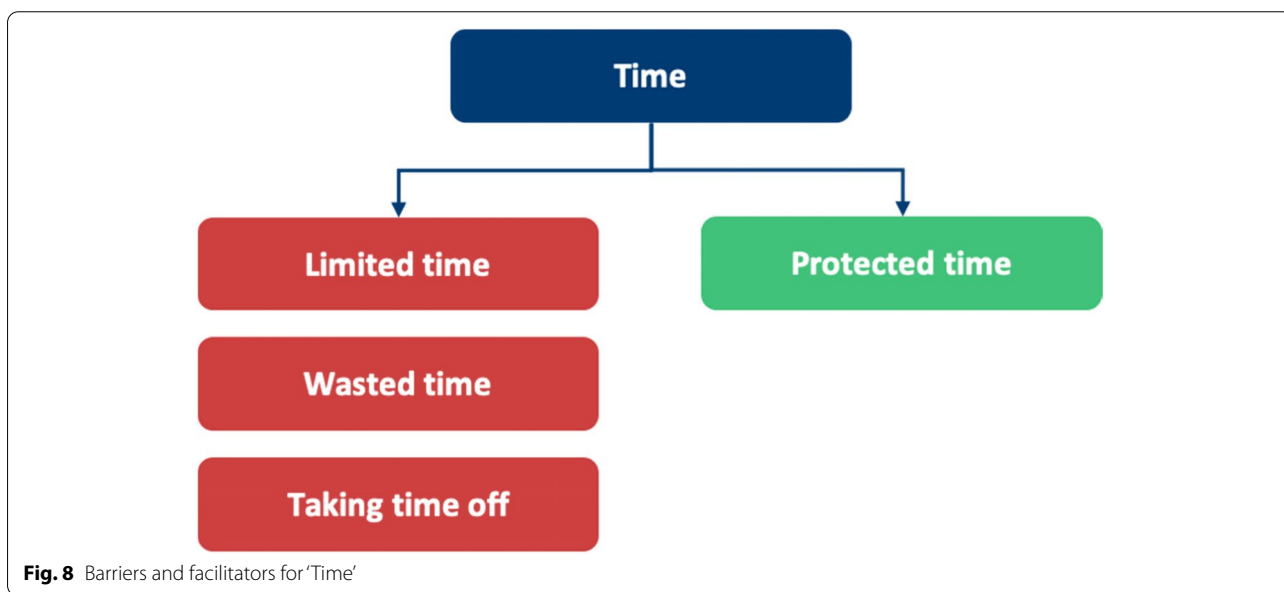 Time
Limited time
Protected time
Wasted time
Taking time off
Fig. 8 Barriers and facilitators for ‘Time’